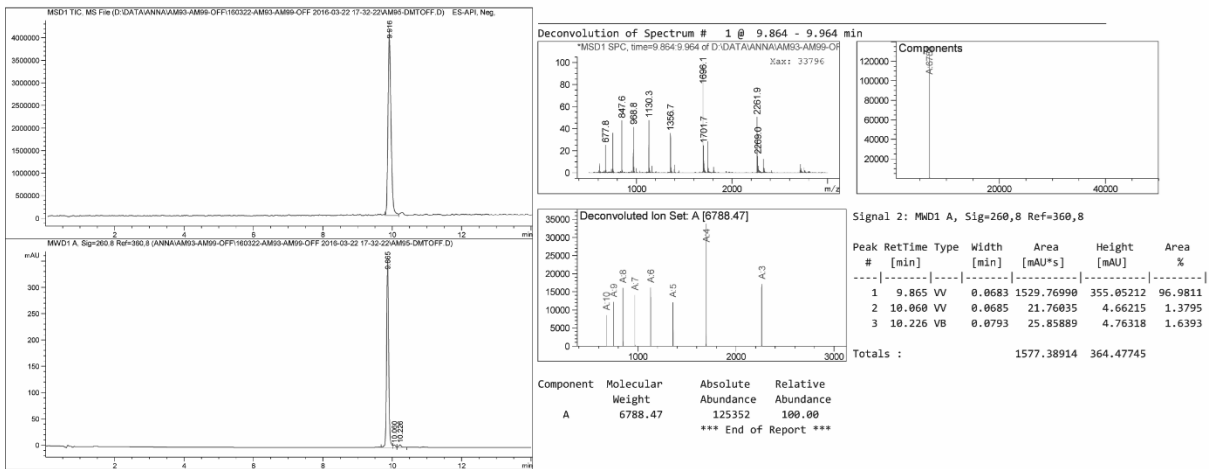 MSD1 TIC, MS File (D:\DATA\ANNA\AM93-AM99-OFF\160322-AM93-AM99-OFF 2016-03-22 17-32-22\AM95-DMTOFF.D) ES-API, Neg,
4000000
3500000
3000000
2500000
2000000
1500000
1000000
500000
0
9.916
2 4 6 8 10 12 min
MWD1 A, Sig=260,8 Ref=360,8 (ANNA\AM93-AM99-OFF\160322-AM93-AM99-OFF 2016-03-22 17-32-22\AM95-DMTOFF.D)
mAU
300
250
200
150
100
50
0
9.865
10.060
10.226
2 4 6 8 10 12 min
Deconvolution of Spectrum # 1 @ 9.864 - 9.964 min
*MSD1 SPC, time=9.864:9.964 of D:\DATA\ANNA\AM93-AM99-OF
Xax: 33796
100
80
60
40
20
0
677.8
847.6
968.8
1130.3
1356.7
1696.1
1701.7
2261.9
2269.0
1000 2000 m/z
Components
120000
100000
80000
60000
40000
20000
20000 40000
Deconvoluted Ion Set: A [6788.47]
35000
30000
25000
20000
15000
10000
5000
0
A:10
A:9
A:8
A:7
A:6
A:5
A:4
A:3
1000 2000 3000
Component Molecular Absolute Relative
Weight Abundance Abundance
A 6788.47 125352 100.00
*** End of Report ***
Signal 2: MWD1 A, Sig=260,8 Ref=360,8
Peak RetTime Type Width Area Height Area
# [min] [min] [mAU*s] [mAU] %
----|-------|----|-------|----------|----------|--------|
1 9.865 VV 0.0683 1529.76990 355.05212 96.9811
2 10.060 VV 0.0685 21.76035 4.66215 1.3795
3 10.226 VB 0.0793 25.85889 4.76318 1.6393
Totals : 1577.38914 364.47745